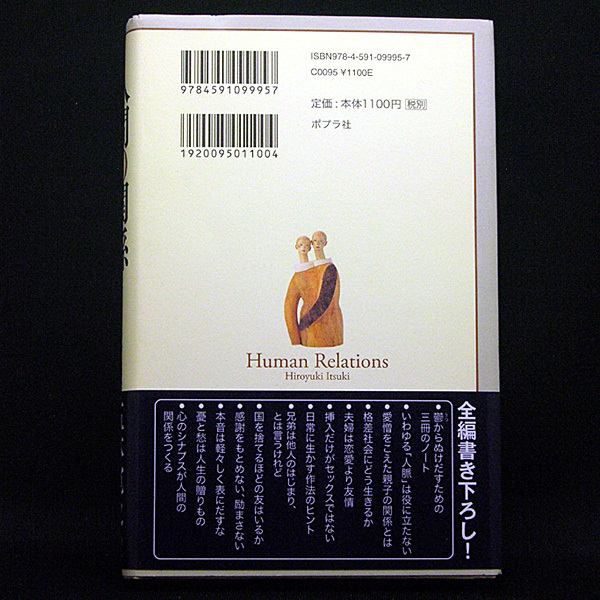 ISBN978-4-591-09995-7
C0095 ¥1100E
9784591099957
定価:本体1100円 税別
ポプラ社
1920095011004
Human Relations
Hiroyuki Itsuki
全編書き下ろし!
●鬱からぬけだすための
三冊のノート
●いわゆる「人脈」は役に立たない
●愛憎をこえた親子の関係とは
●格差社会にどう生きるか
●夫婦は恋愛より友情
●挿入だけがセックスではない
●日常に生かす作法のヒント
●兄弟は他人のはじまり、
とは言うけれど
●国を捨てるほどの友はいるか
●感謝をもとめない、励まさない
●本音は軽々しく表にだすな
●憂と愁は人生の贈りもの
●心のシナプスが人間の
関係をつくる